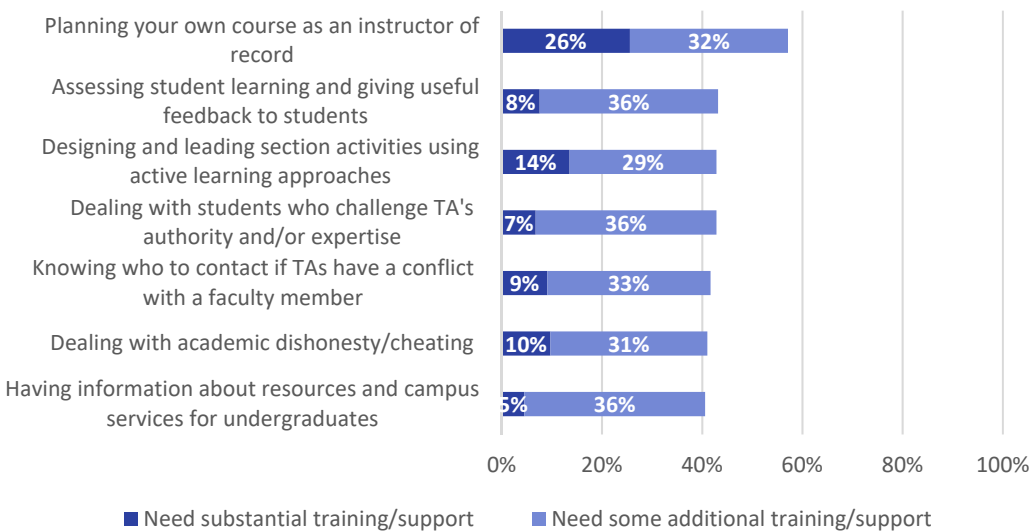 Planning your own course as an instructor of
record
26% 32%
Assessing student learning and giving useful
feedback to students
8% 36%
Designing and leading section activities using
active learning approaches
14% 29%
Dealing with students who challenge TA's
authority and/or expertise
7% 36%
Knowing who to contact if TAs have a conflict
with a faculty member
9% 33%
Dealing with academic dishonesty/cheating
10% 31%
Having information about resources and campus
services for undergraduates
5% 36%
0% 20% 40% 60% 80% 100%
Need substantial training/support Need some additional training/support